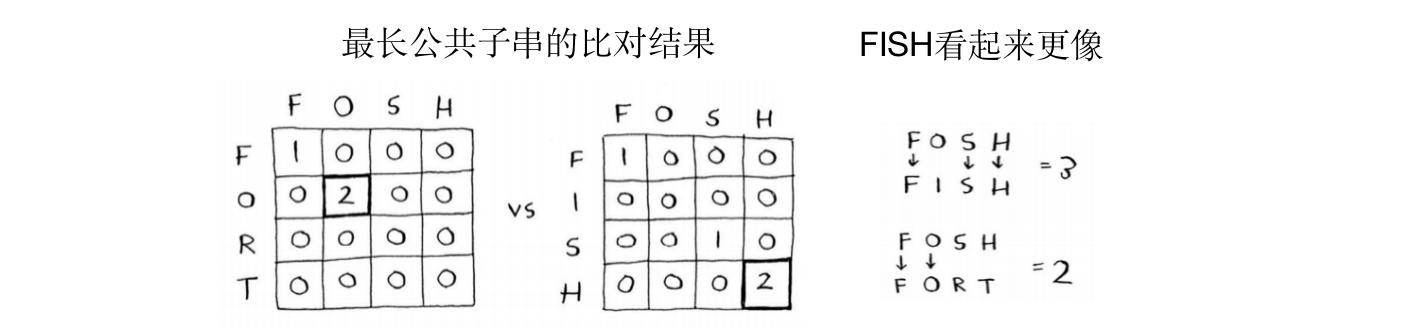 最长公共子串的比对结果
FISH看起来更像
F O S H
F 1 0 0 0
O 0 2 0 0
R 0 0 0 0
T 0 0 0 0
vs
F O S H
F 1 0 0 0
I 0 0 0 0
S 0 0 1 0
H 0 0 0 2
F O S H
F I S H
=3
F O S H
F O R T
=2